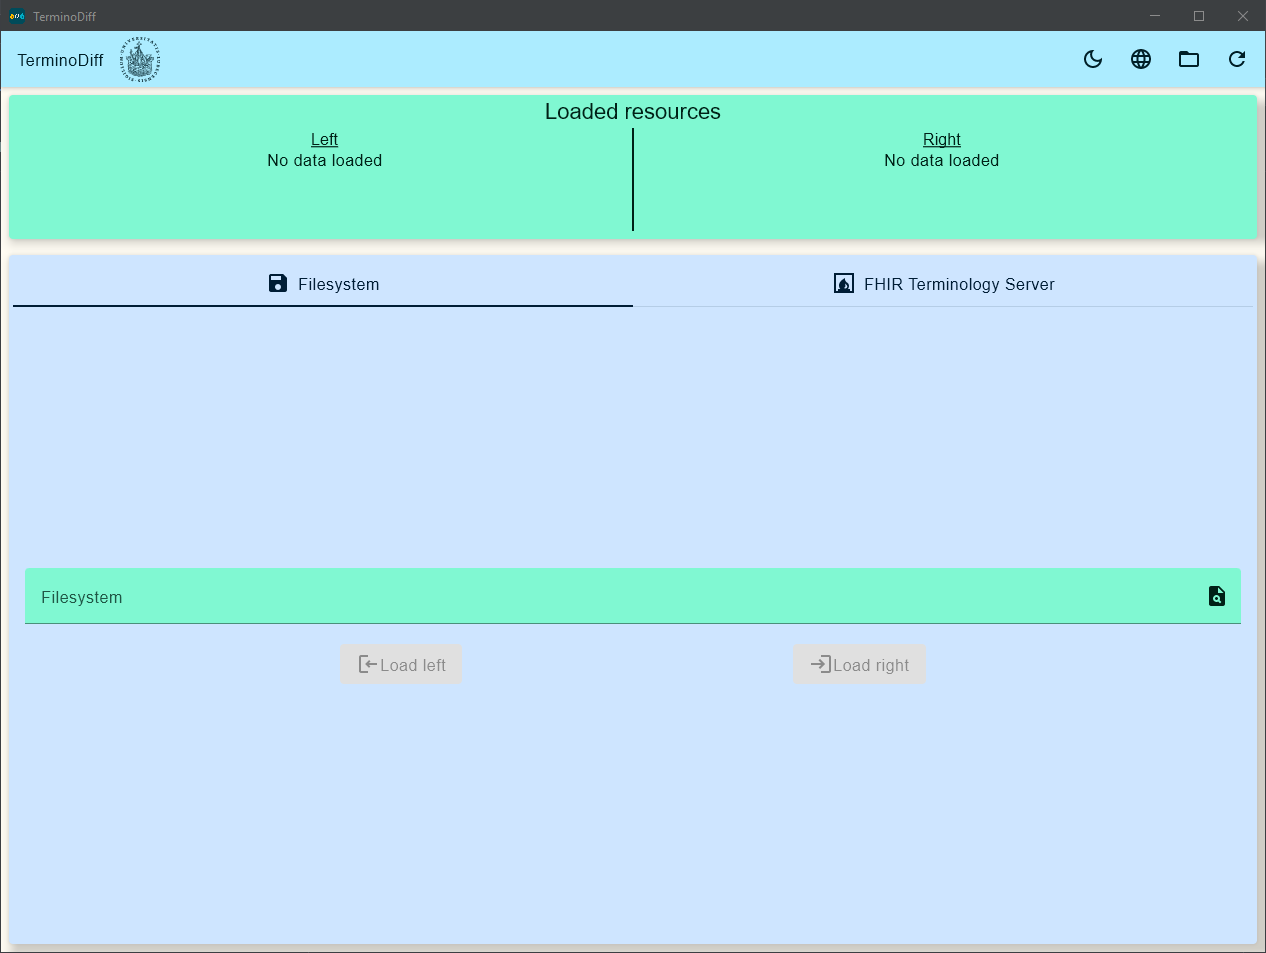 TerminoDiff
TerminoDiff
Loaded resources
Left
Right
No data loaded
No data loaded
Filesystem
FHIR Terminology Server
Filesystem
Load left
Load right